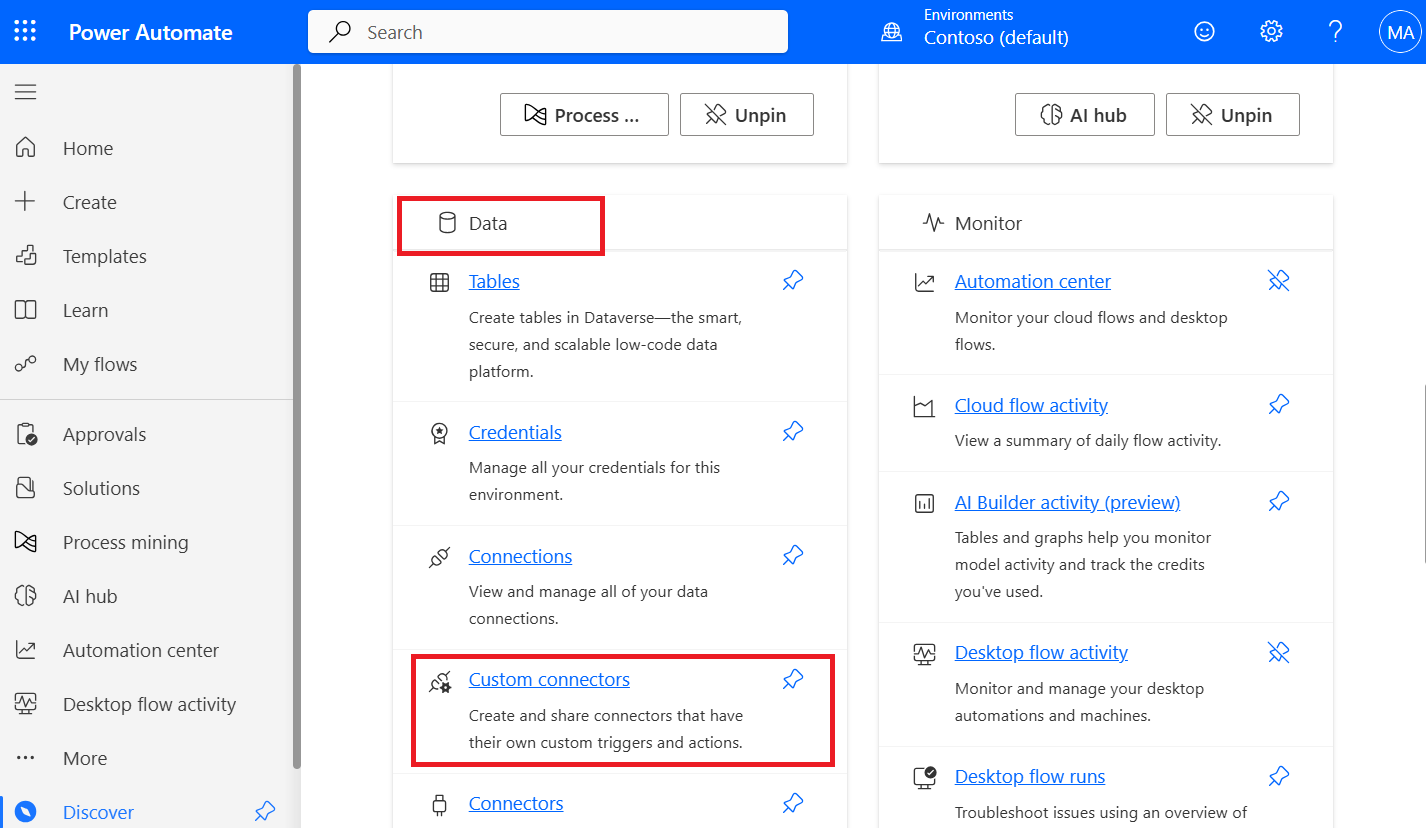 Power Automate
Search
Environments
Contoso (default)
MA
Home
Create
Templates
Learn
My flows
Approvals
Solutions
Process mining
AI hub
Automation center
Desktop flow activity
More
Discover
Process ...
Unpin
AI hub
Unpin
Data
Tables
Create tables in Dataverse—the smart,
secure, and scalable low-code data
platform.
Credentials
Manage all your credentials for this
environment.
Connections
View and manage all of your data
connections.
Custom connectors
Create and share connectors that have
their own custom triggers and actions.
Connectors
Monitor
Automation center
Monitor your cloud flows and desktop
flows.
Cloud flow activity
View a summary of daily flow activity.
AI Builder activity (preview)
Tables and graphs help you monitor
model activity and track the credits
you've used.
Desktop flow activity
Monitor and manage your desktop
automations and machines.
Desktop flow runs
Troubleshoot issues using an overview of